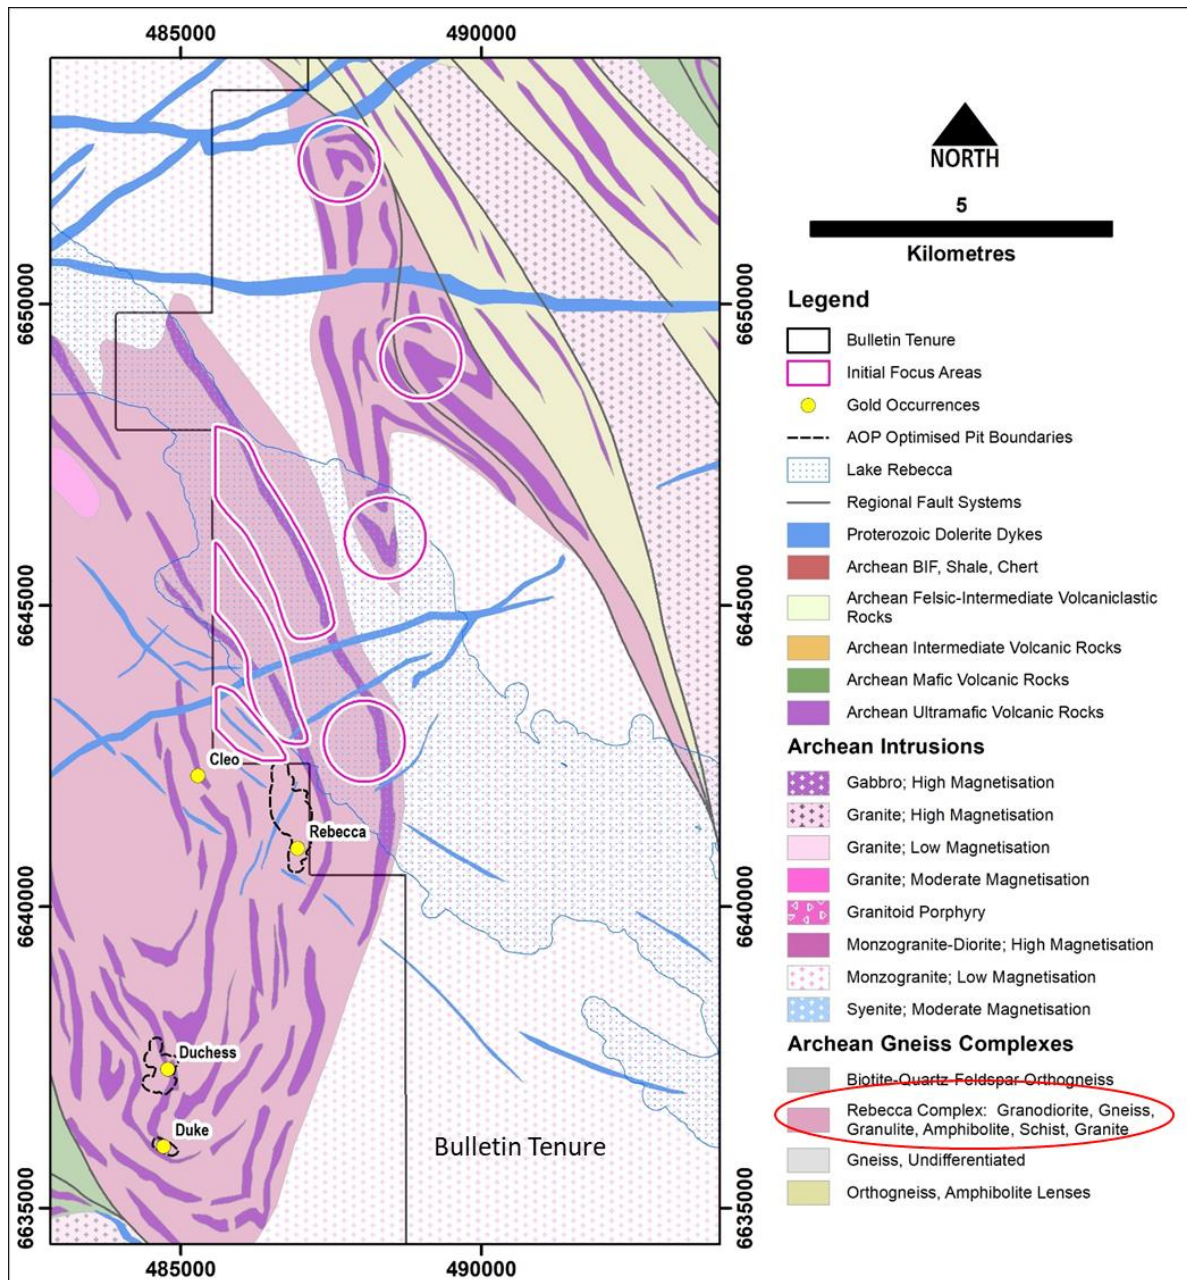 485000
490000
6650000
6645000
6640000
6635000
Cleo
Rebecca
Duchess
Duke
Bulletin Tenure
6650000
6645000
6640000
6635000
485000
490000
NORTH
5
Kilometres
Legend
Bulletin Tenure
Initial Focus Areas
Gold Occurrences
AOP Optimised Pit Boundaries
Lake Rebecca
Regional Fault Systems
Proterozoic Dolerite Dykes
Archean BIF, Shale, Chert
Archean Felsic-Intermediate Volcaniclastic
Rocks
Archean Intermediate Volcanic Rocks
Archean Mafic Volcanic Rocks
Archean Ultramafic Volcanic Rocks
Archean Intrusions
Gabbro; High Magnetisation
Granite; High Magnetisation
Granite; Low Magnetisation
Granite; Moderate Magnetisation
Granitoid Porphyry
Monzogranite-Diorite; High Magnetisation
Monzogranite; Low Magnetisation
Syenite; Moderate Magnetisation
Archean Gneiss Complexes
Biotite-Quartz-Feldspar Orthogneiss
Rebecca Complex: Granodiorite, Gneiss,
Granulite, Amphibolite, Schist, Granite
Gneiss, Undifferentiated
Orthogneiss, Amphibolite Lenses